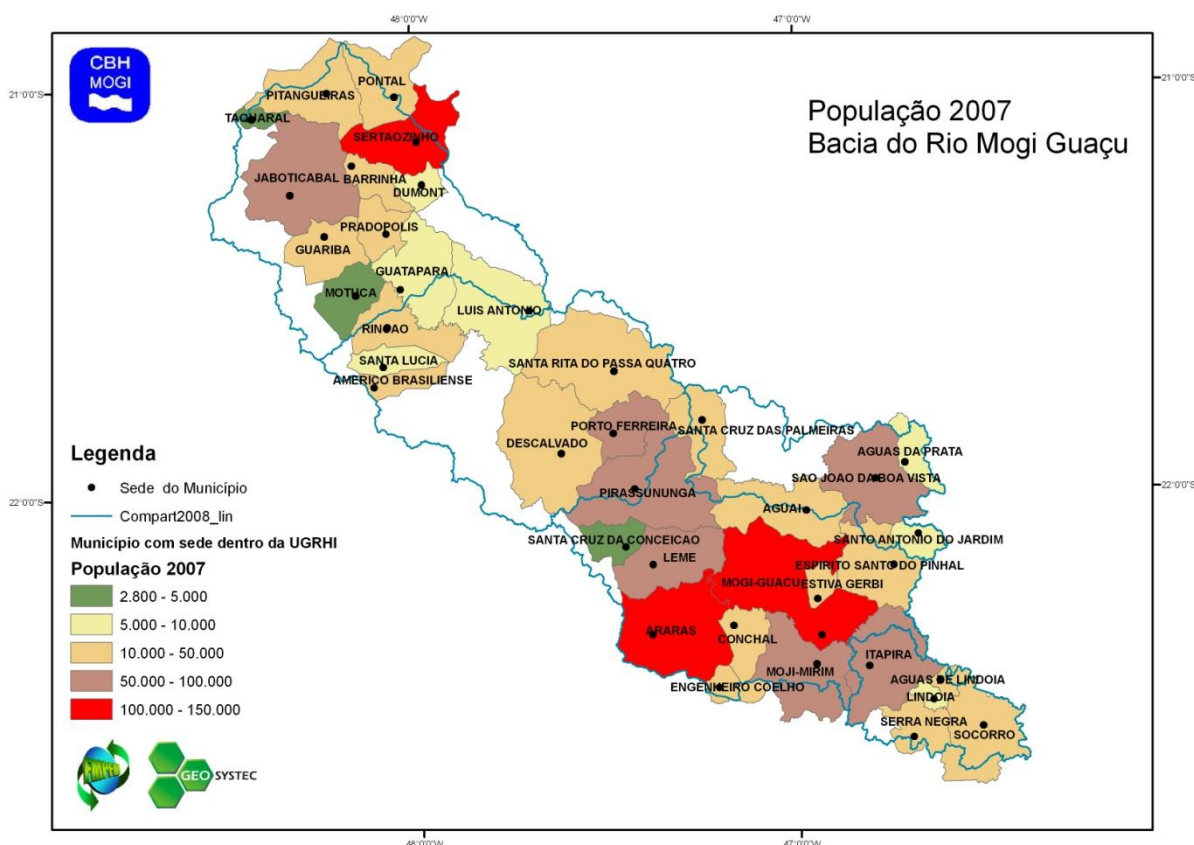 48°0'0"W
47°0'0"W
CBH
MOGI
População 2007
Bacia do Rio Mogi Guaçu
21°0'0"S
21°0'0"S
PONTAL
PITANGUEIRAS
TAQUARAL
SERTAOZINHO
JABOTICABAL
BARRINHA
DUMONT
PRADOPOLIS
GUARIBA
GUATAPARA
MOTUCA
LUIS ANTONIO
RINCAO
SANTA LUCIA
SANTA RITA DO PASSA QUATRO
AMERICO BRASILIENSE
PORTO FERREIRA
SANTA CRUZ DAS PALMEIRAS
DESCALVADO
AGUAS DA PRATA
SAO JOAO DA BOA VISTA
PIRASSUNUNGA
22°0'0"S
22°0'0"S
AGUAI
SANTA CRUZ DA CONCEICAO
SANTO ANTONIO DO JARDIM
LEME
ESPIRITO SANTO DO PINHAL
MOGI-GUACU
ESTIVA GERBI
ARARAS
CONCHAL
ITAPIRA
MOJI-MIRIM
ENGENHEIRO COELHO
AGUAS DE LINDOIA
LINDOIA
SERRA NEGRA
SOCORRO
Legenda
Sede do Município
Compart2008_lin
Município com sede dentro da UGRHI
População 2007
2.800 - 5.000
5.000 - 10.000
10.000 - 50.000
50.000 - 100.000
100.000 - 150.000
GEO SYSTEC
48°0'0"W
47°0'0"W